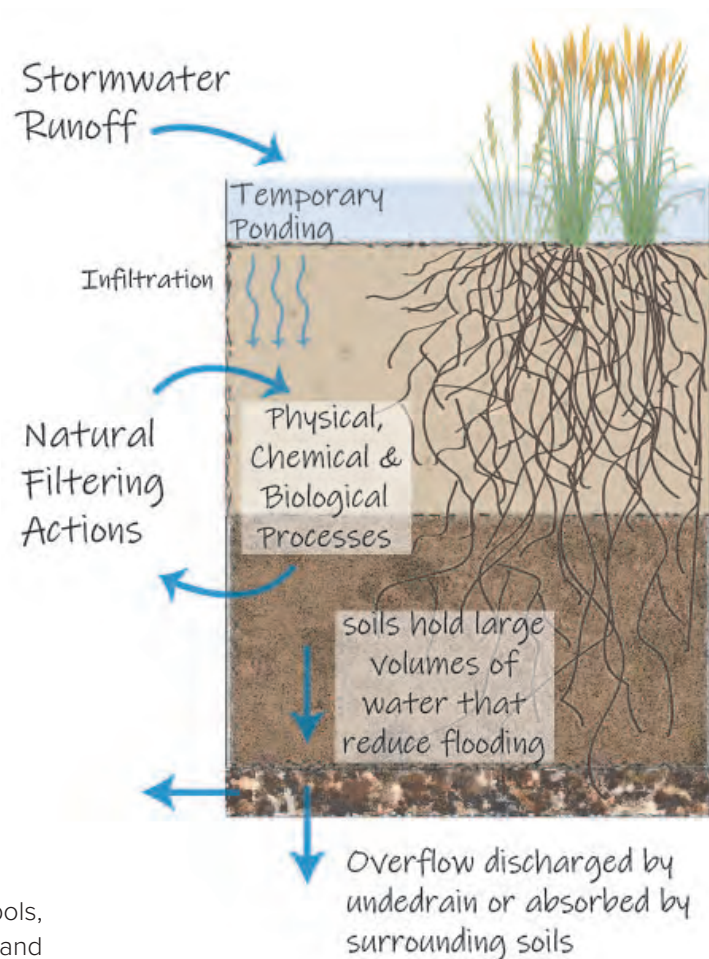 Stormwater
Runoff
Temporary
Ponding
Infiltration
Natural
Filtering
Actions
Physical,
Chemical &
Biological
Processes
soils hold large
volumes of
water that
reduce flooding
Overflow discharged by
undedrain or absorbed by
surrounding soils
and